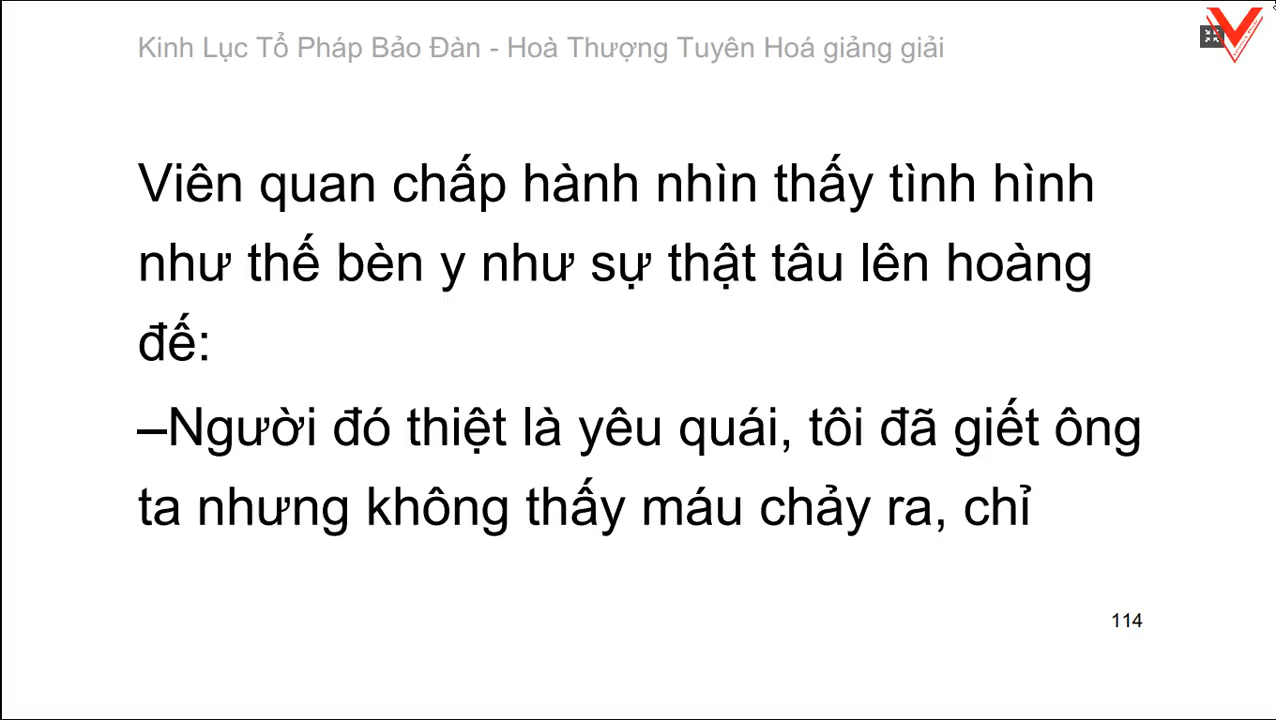 Kinh Lục Tổ Pháp Bảo Đàn - Hoà Thượng Tuyên Hoá giảng giải
Viên quan chấp hành nhìn thấy tình hình
như thế bèn y như sự thật tâu lên hoàng
đế:
–Người đó thiệt là yêu quái, tôi đã giết ông
ta nhưng không thấy máu chảy ra, chỉ
114